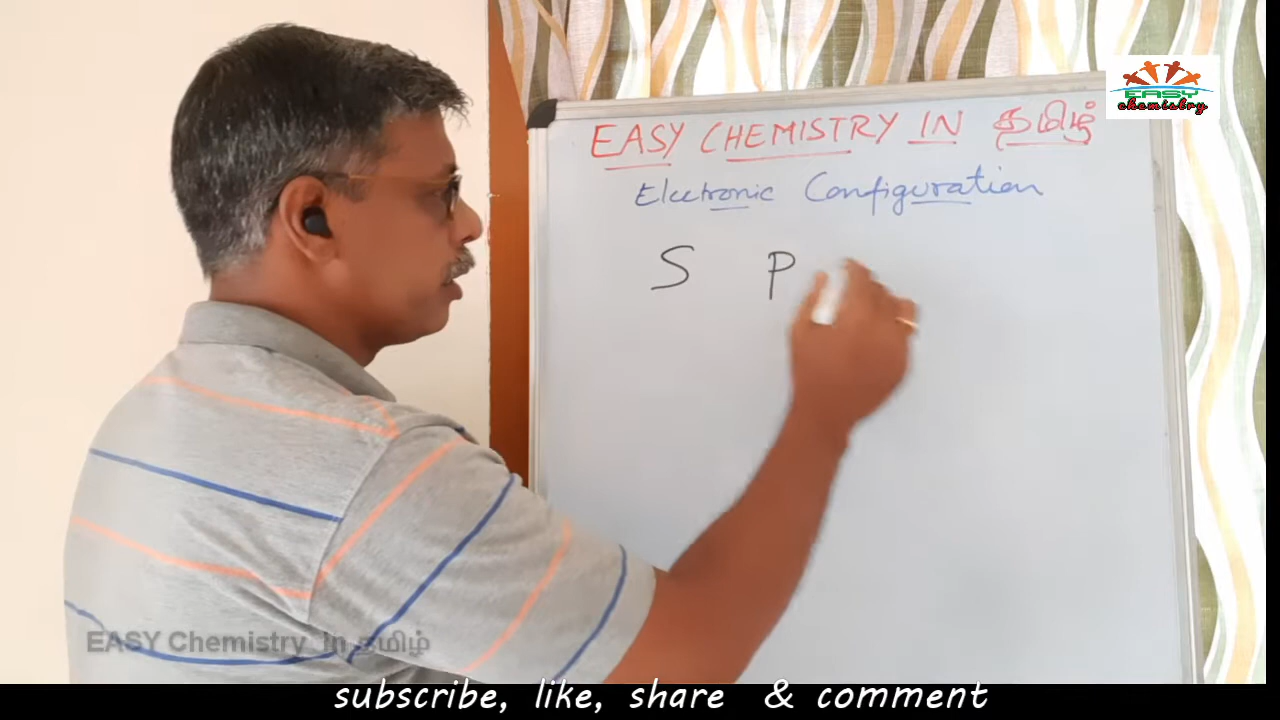 EASY
chemistry
EASY CHEMISTRY IN தமிழ்
Electronic Configuration
S P
EASY Chemistry In தமிழ்
subscribe, like, share & comment